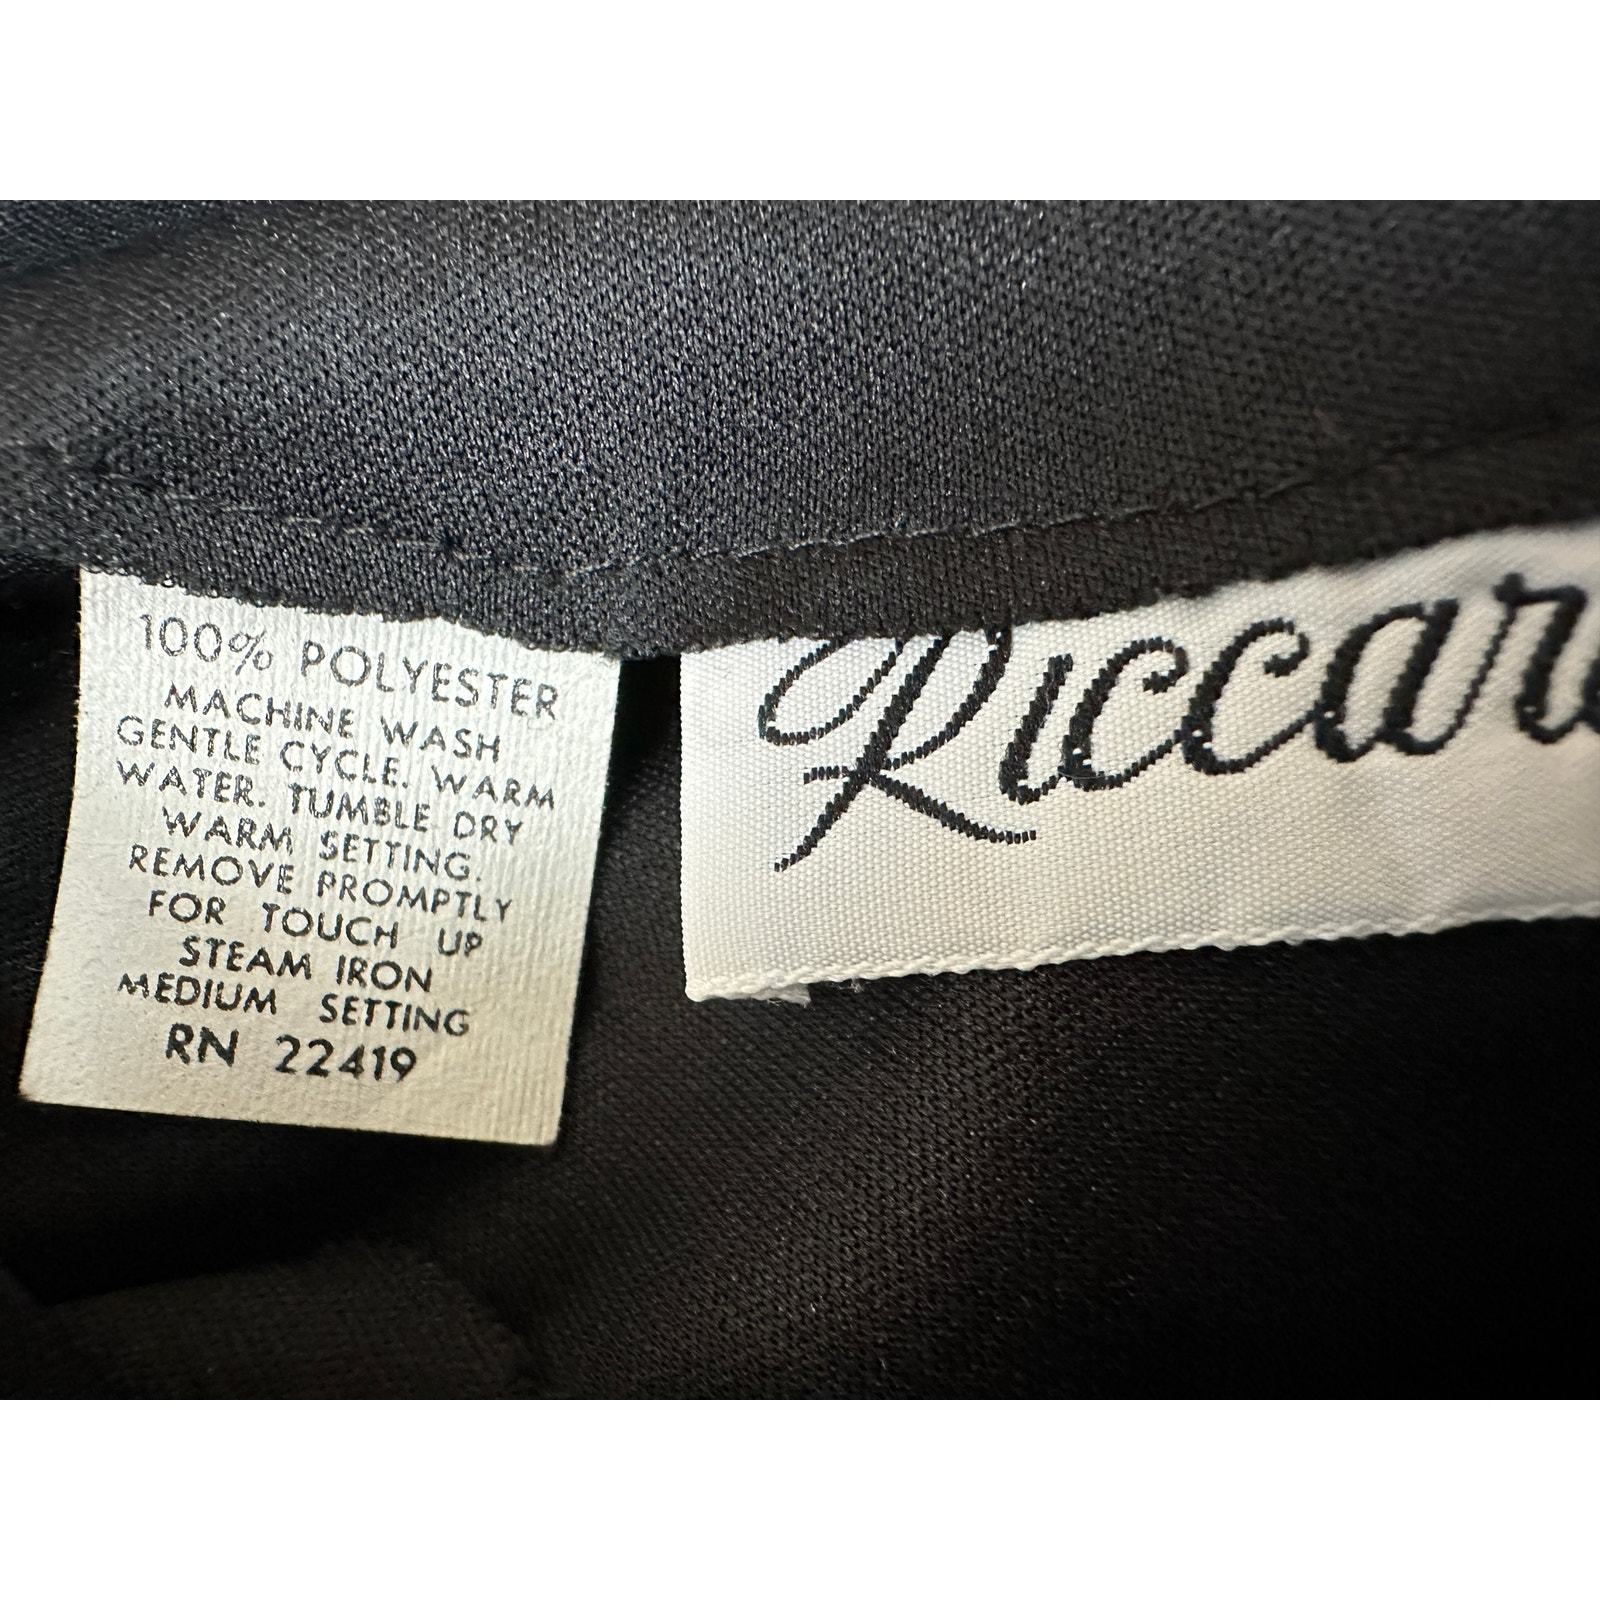 100% POLYESTER
MACHINE WASH
GENTLE CYCLE. WARM
WATER. TUMBLE DRY
WARM SETTING.
REMOVE PROMPTLY
FOR TOUCH UP
STEAM IRON
MEDIUM SETTING
RN 22419